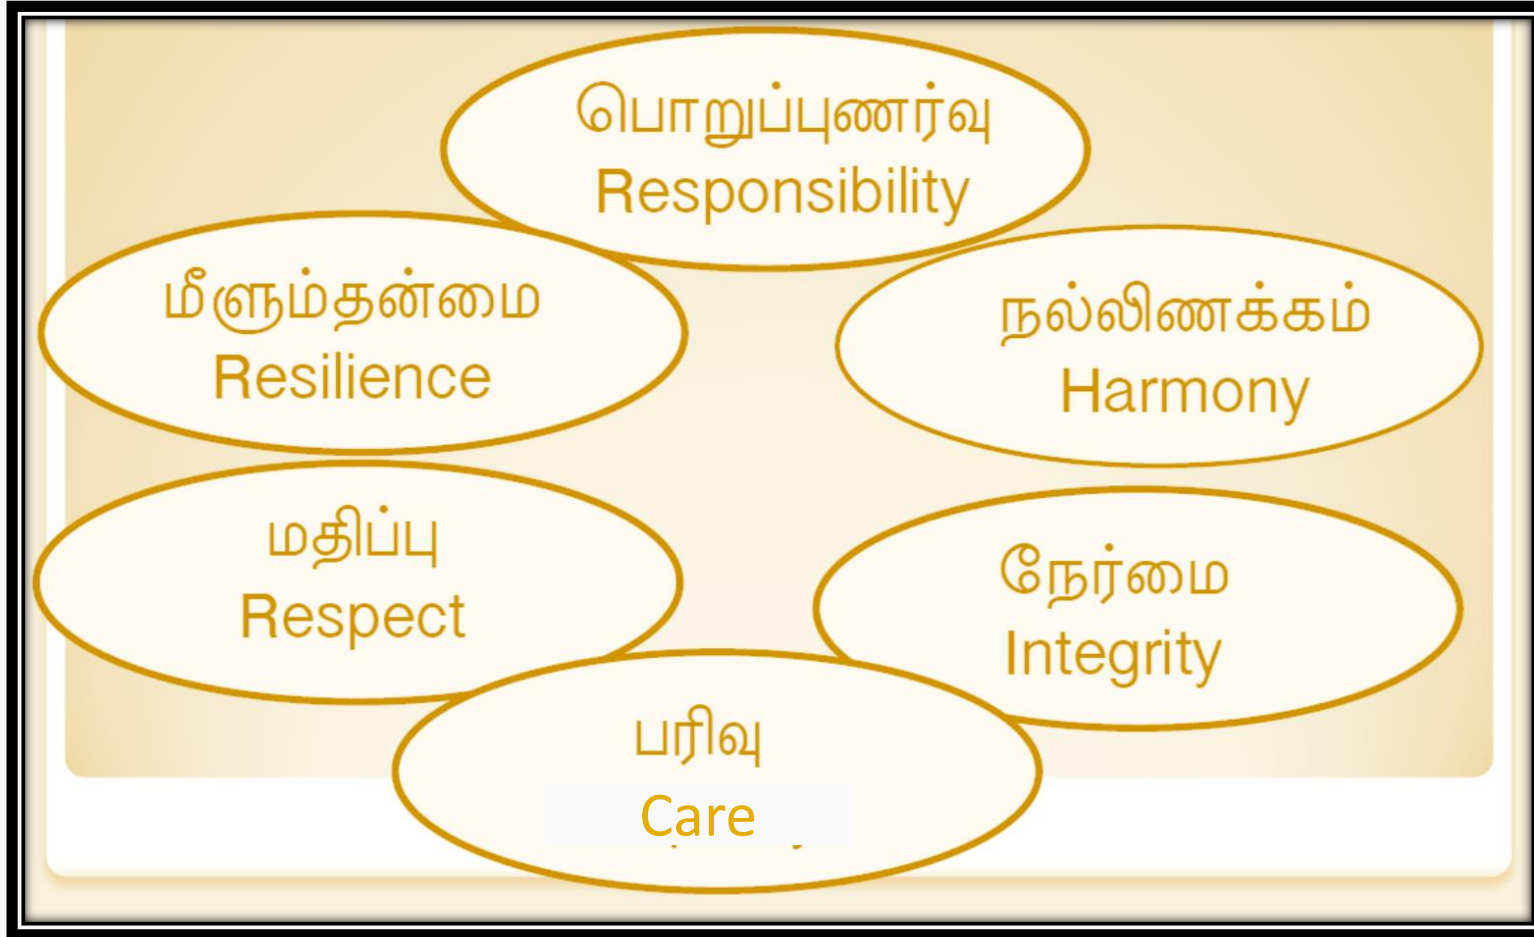 பொறுப்புணர்வு
Responsibility
மீளும்தன்மை
Resilience
நல்லிணக்கம்
Harmony
மதிப்பு
Respect
நேர்மை
Integrity
பரிவு
Care